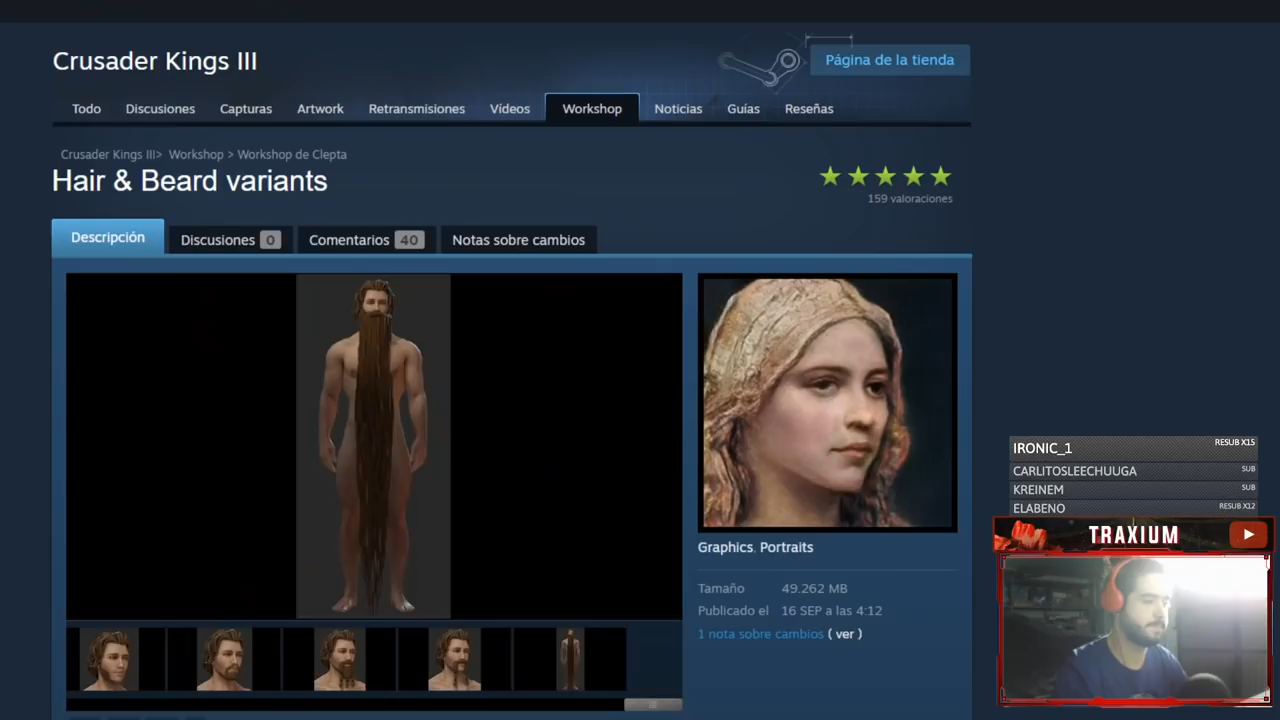 Crusader Kings III
Página de la tienda
Todo Discusiones Capturas Artwork Retransmisiones Vídeos Workshop Noticias Guías Reseñas
Crusader Kings III> Workshop > Workshop de Clepta
Hair & Beard variants
159 valoraciones
Descripción Discusiones 0 Comentarios 40 Notas sobre cambios
Graphics, Portraits
Tamaño 49.262 MB
Publicado el 16 SEP a las 4:12
1 nota sobre cambios ( ver )
IRONIC_1 RESUB X15
CARLITOSLEECHUUGA SUB
KREINEM SUB
ELABENO RESUB X12
TRAXIUM